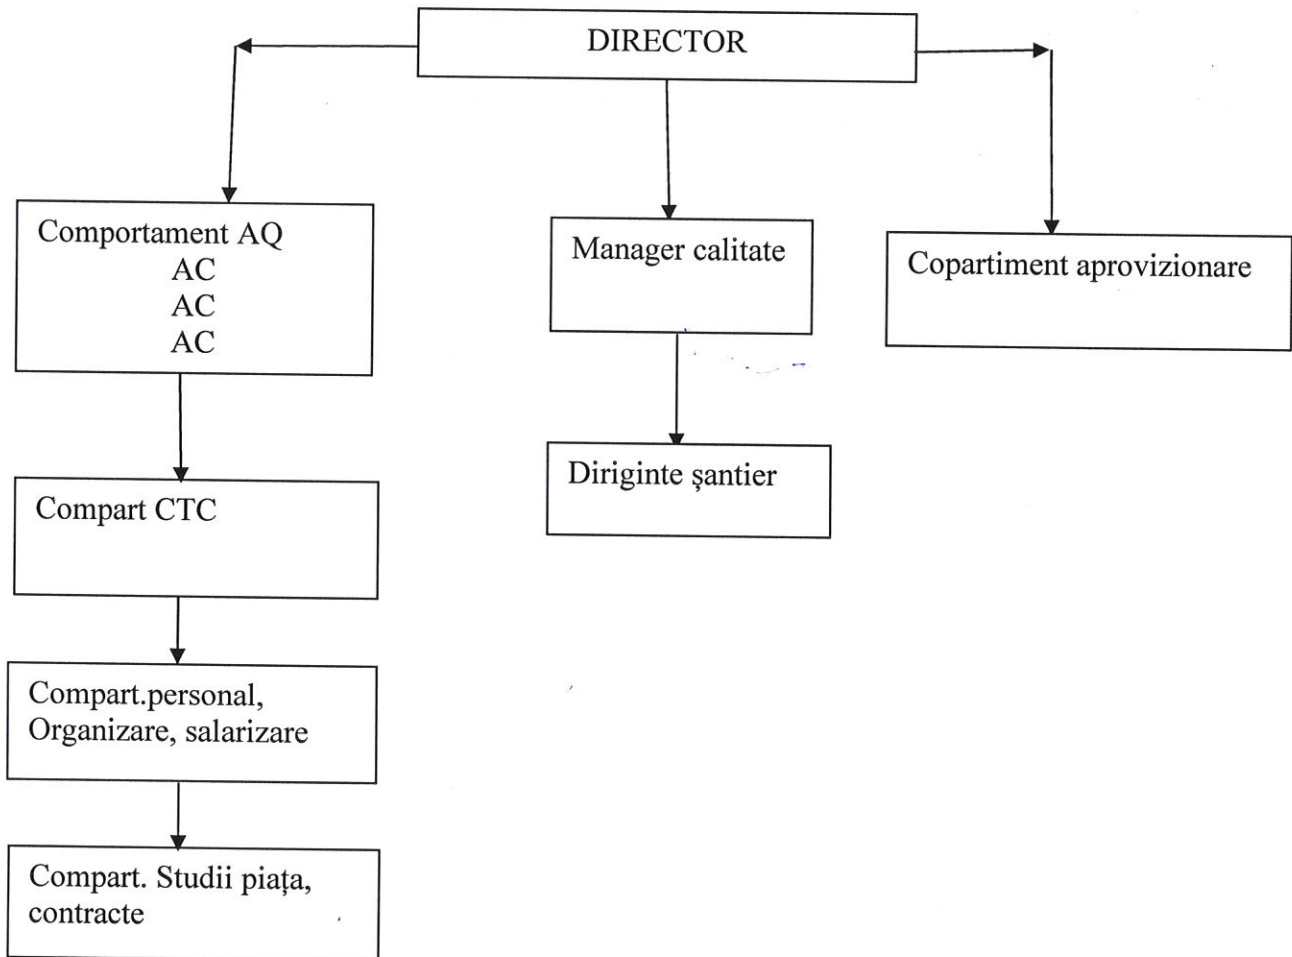 DIRECTOR
Comportament AQ
AC
AC
AC
Manager calitate
Copartiment aprovizionare
Compart CTC
Diriginte șantier
Compart.personal,
Organizare, salarizare
Compart. Studii piața,
contracte